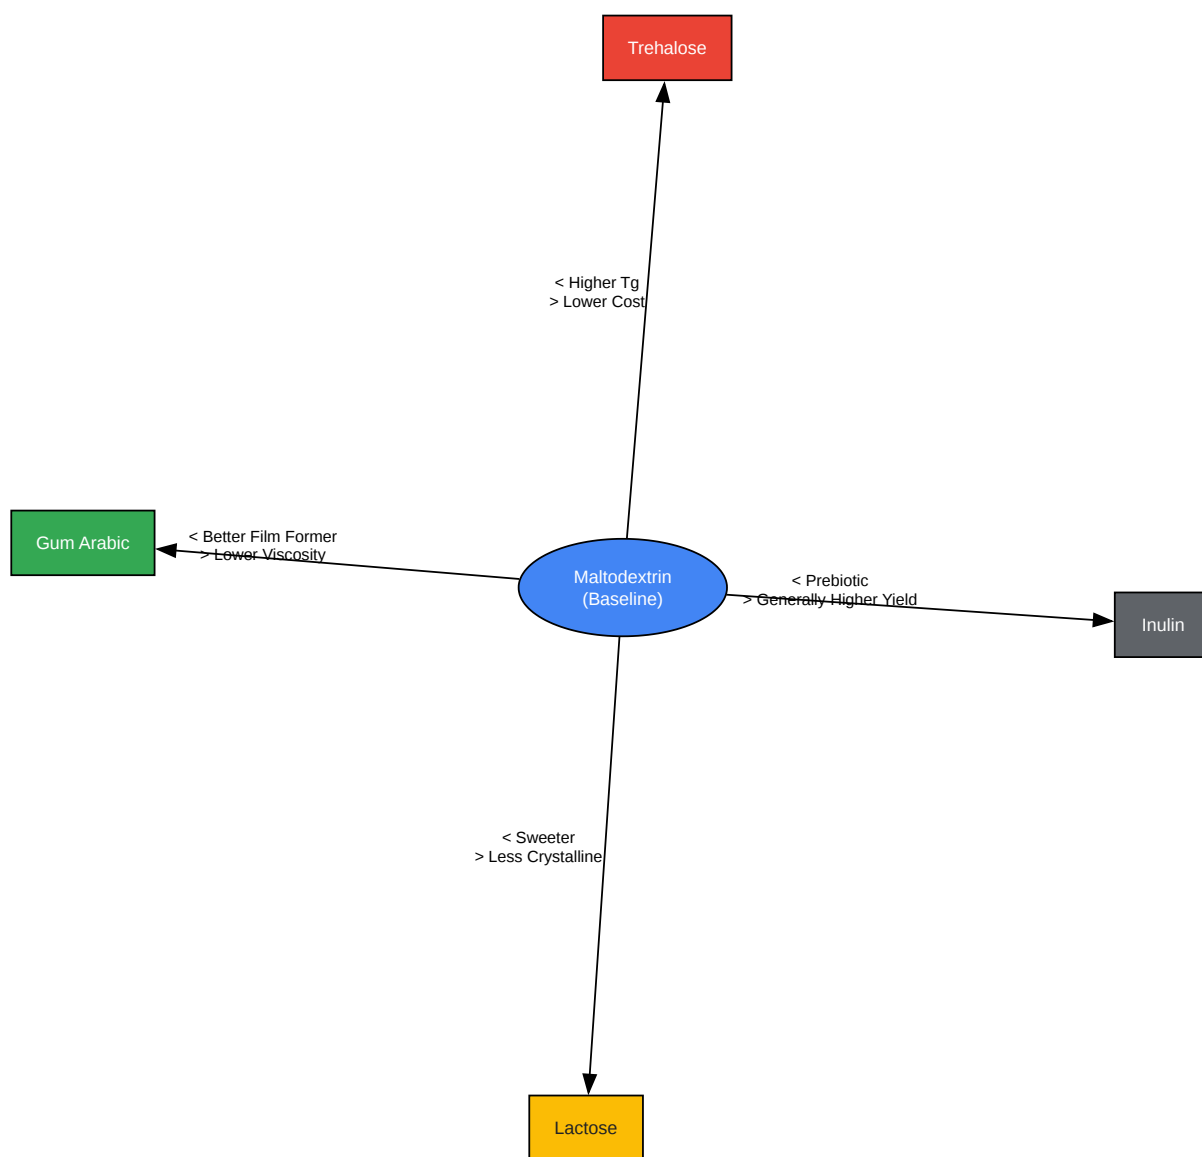 Trehalose
< Higher Tg
> Lower Cost
Gum Arabic
< Better Film Former
> Lower Viscosity
Maltodextrin
(Baseline)
< Prebiotic
> Generally Higher Yield
Inulin
< Sweeter
> Less Crystalline
Lactose